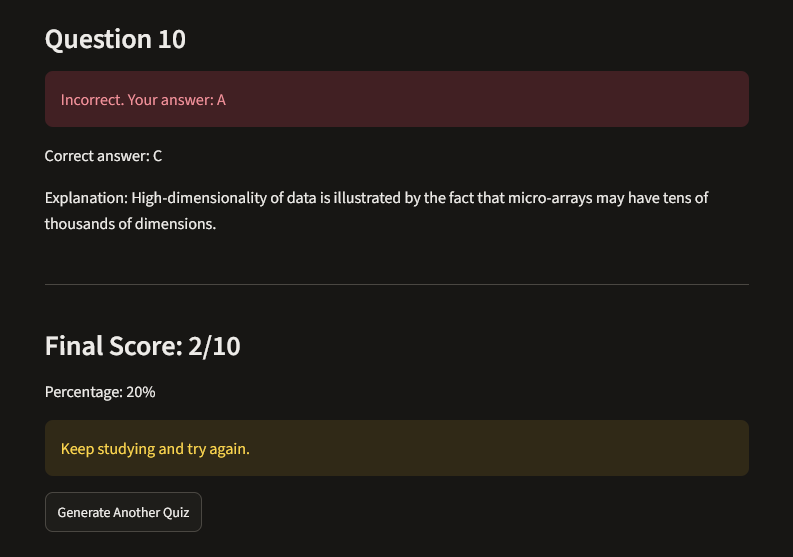 Question 10
Incorrect. Your answer: A
Correct answer: C
Explanation: High-dimensionality of data is illustrated by the fact that micro-arrays may have tens of
thousands of dimensions.
Final Score: 2/10
Percentage: 20%
Keep studying and try again.
Generate Another Quiz